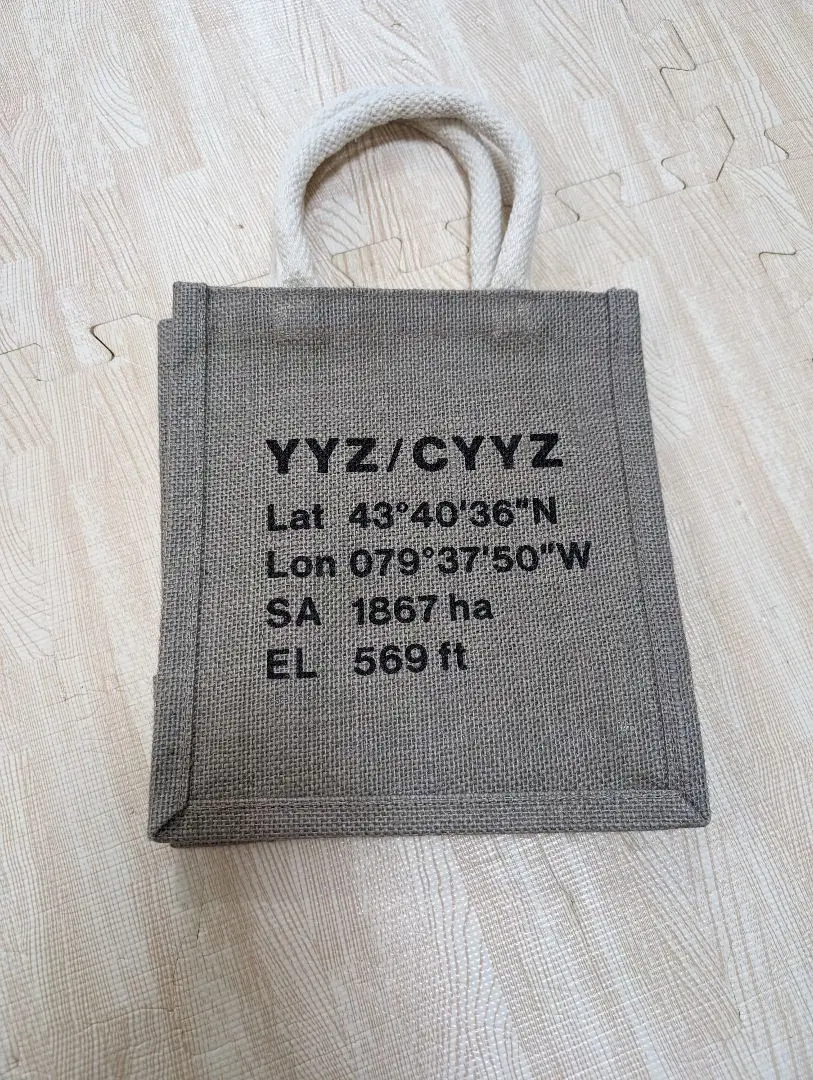 YYZ/CYYZ
Lat 43°40'36"N
Lon 079°37'50"W
SA 1867 ha
EL 569 ft